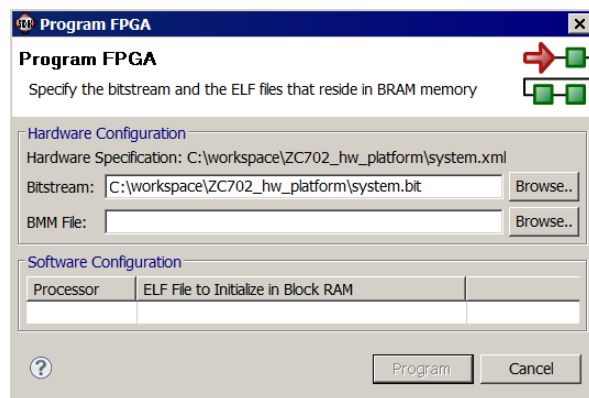 Program FPGA
Program FPGA
Specify the bitstream and the ELF files that reside in BRAM memory
Hardware Configuration
Hardware Specification: C:\workspace\ZC702_hw_platform\system.xml
Bitstream: C:\workspace\ZC702_hw_platform\system.bit Browse..
BMM File: Browse..
Software Configuration
Processor ELF File to Initialize in Block RAM
Program Cancel